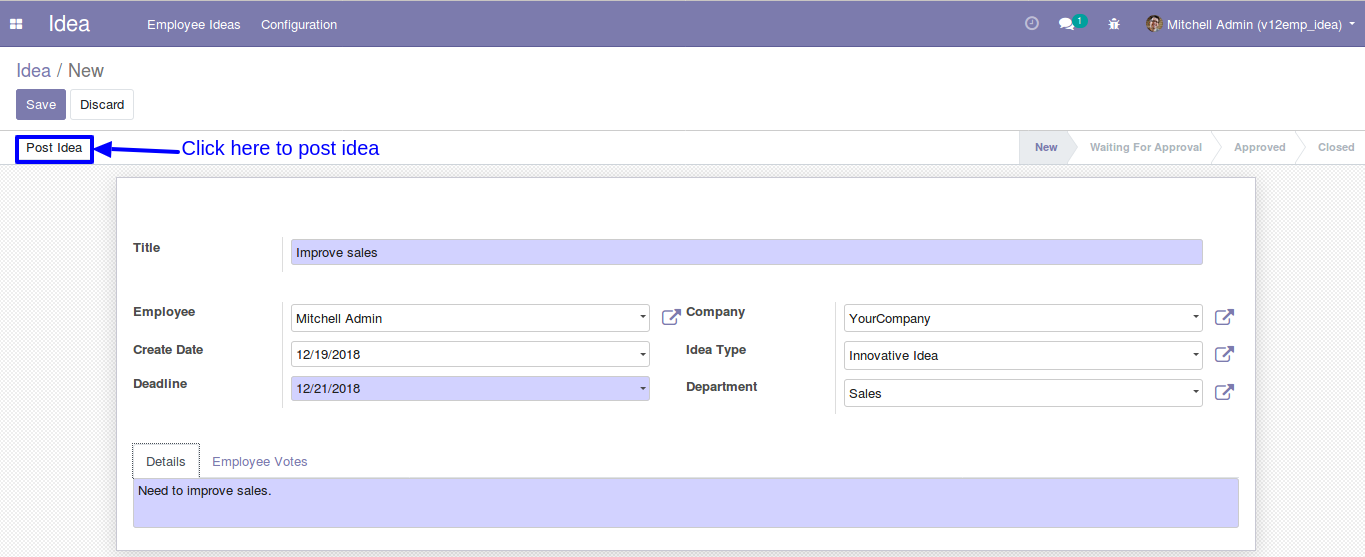 Idea Employee Ideas Configuration 1 Mitchell Admin (v12emp_idea)
Idea / New
Save Discard
Post Idea Click here to post idea New Waiting For Approval Approved Closed
Title Improve sales
Employee Mitchell Admin Company YourCompany
Create Date 12/19/2018 Idea Type Innovative Idea
Deadline 12/21/2018 Department Sales
Details Employee Votes
Need to improve sales.